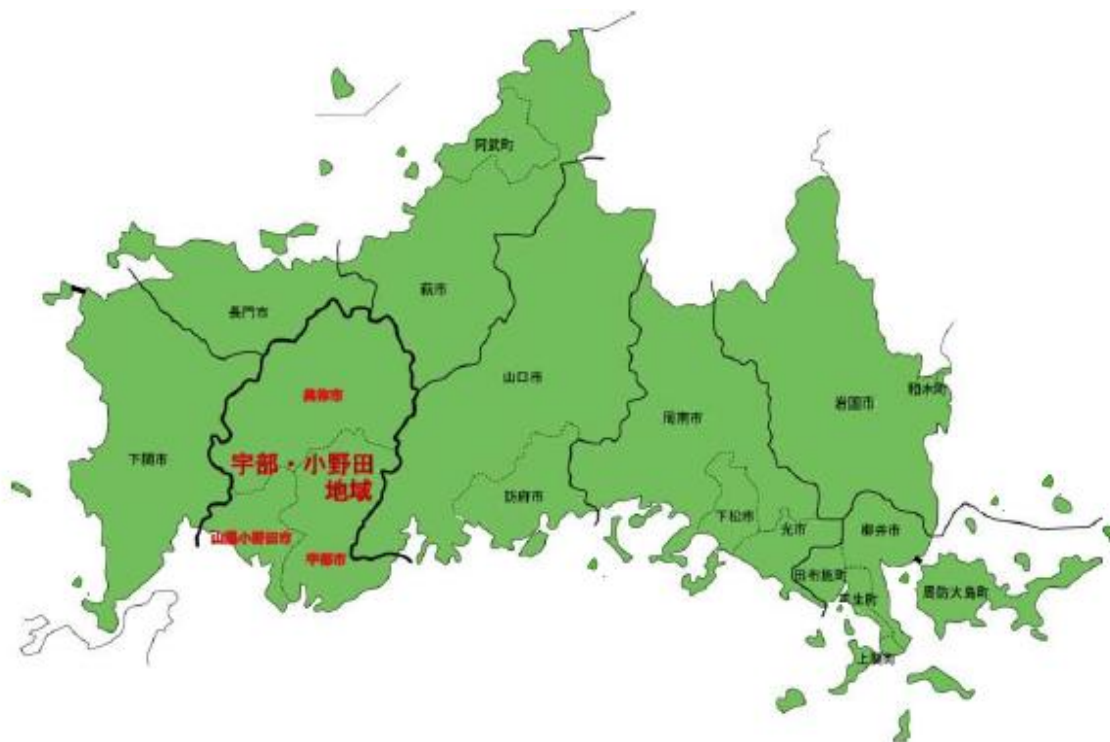 阿武町
萩市
長門市
山口市
美祢市
周南市
岩国市
和木町
下関市
宇部・小野田
地域
防府市
下松市
光市
柳井市
山陽小野田市
宇部市
田布施町
平生町
周防大島町
上関町